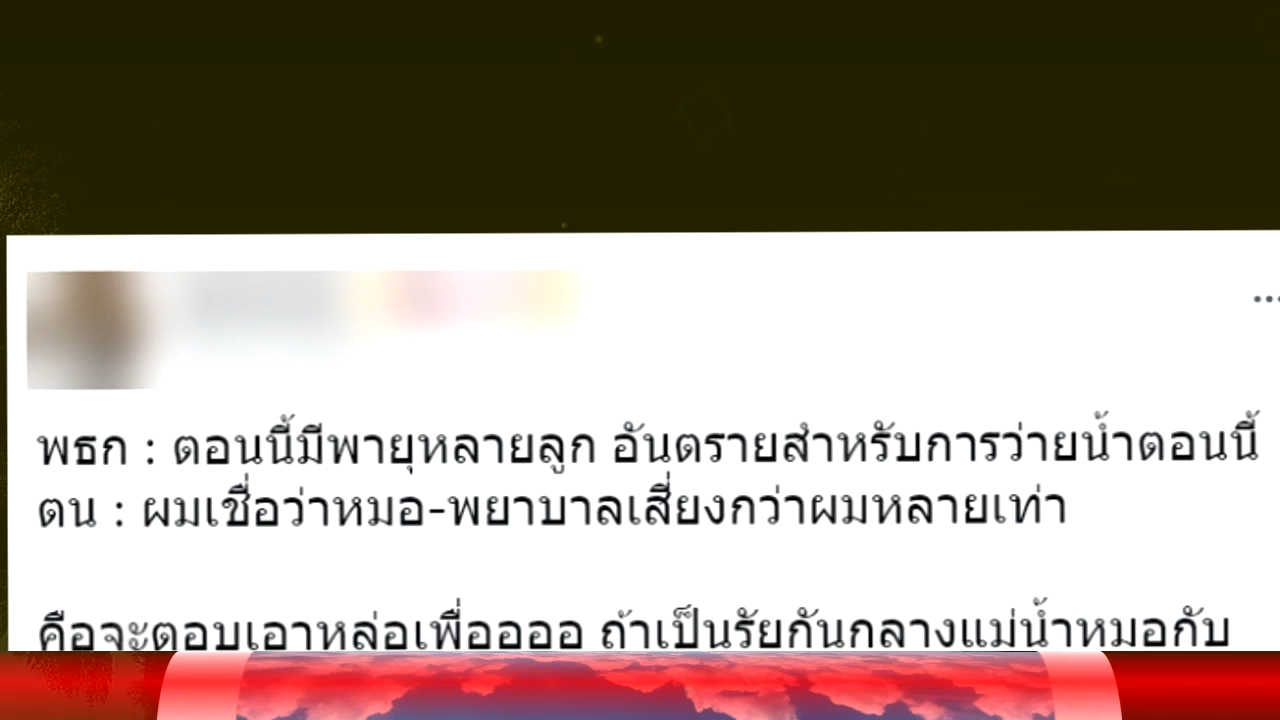 พธก : ตอนนี้มีพายุหลายลูก อันตรายสำหรับการว่ายน้ำตอนนี้
ตน : ผมเชื่อว่าหมอ-พยาบาลเสี่ยงกว่าผมหลายเท่า
คือจะตอบเอาหล่อเพื่ออออ ถ้าเป็นรัยกันกลางแม่น้ำหมอกับ